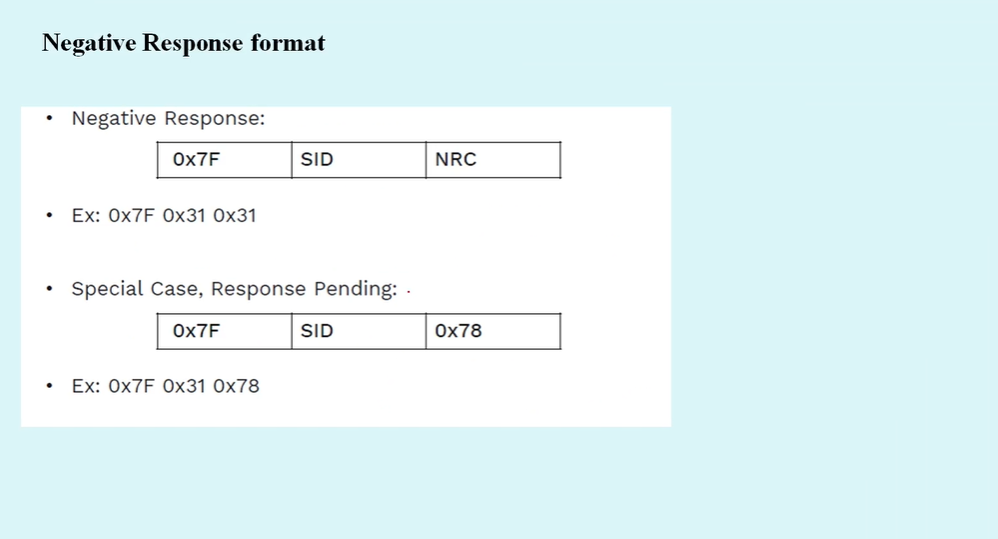 Negative Response format
• Negative Response:
0x7F SID NRC
• Ex: 0x7F 0x31 0x31
• Special Case, Response Pending:
0x7F SID 0x78
• Ex: 0x7F 0x31 0x78